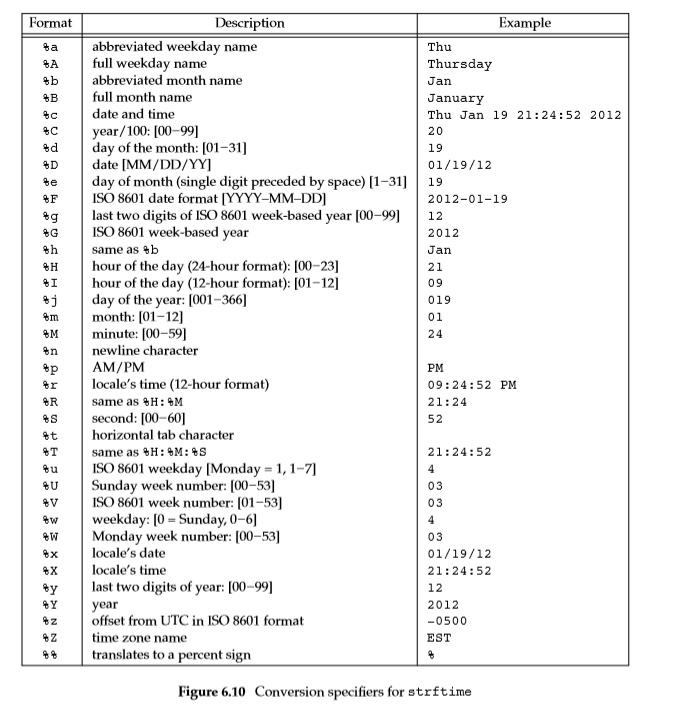 Format Description Example
%a abbreviated weekday name Thu
%A full weekday name Thursday
%b abbreviated month name Jan
%B full month name January
%c date and time Thu Jan 19 21:24:52 2012
%C year/100: [00–99] 20
%d day of the month: [01–31] 19
%D date [MM/DD/YY] 01/19/12
%e day of month (single digit preceded by space) [1–31] 19
%F ISO 8601 date format [YYYY–MM–DD] 2012-01-19
%g last two digits of ISO 8601 week-based year [00–99] 12
%G ISO 8601 week-based year 2012
%h same as %b Jan
%H hour of the day (24-hour format): [00–23] 21
%I hour of the day (12-hour format): [01–12] 09
%j day of the year: [001–366] 019
%m month: [01–12] 01
%M minute: [00–59] 24
%n newline character
%p AM/PM PM
%r locale's time (12-hour format) 09:24:52 PM
%R same as %H:%M 21:24
%S second: [00–60] 52
%t horizontal tab character
%T same as %H:%M:%S 21:24:52
%u ISO 8601 weekday [Monday = 1, 1–7] 4
%U Sunday week number: [00–53] 03
%V ISO 8601 week number: [01–53] 03
%w weekday: [0 = Sunday, 0–6] 4
%W Monday week number: [00–53] 03
%x locale's date 01/19/12
%X locale's time 21:24:52
%y last two digits of year: [00–99] 12
%Y year 2012
%z offset from UTC in ISO 8601 format -0500
%Z time zone name EST
%% translates to a percent sign %
Figure 6.10 Conversion specifiers for strftime